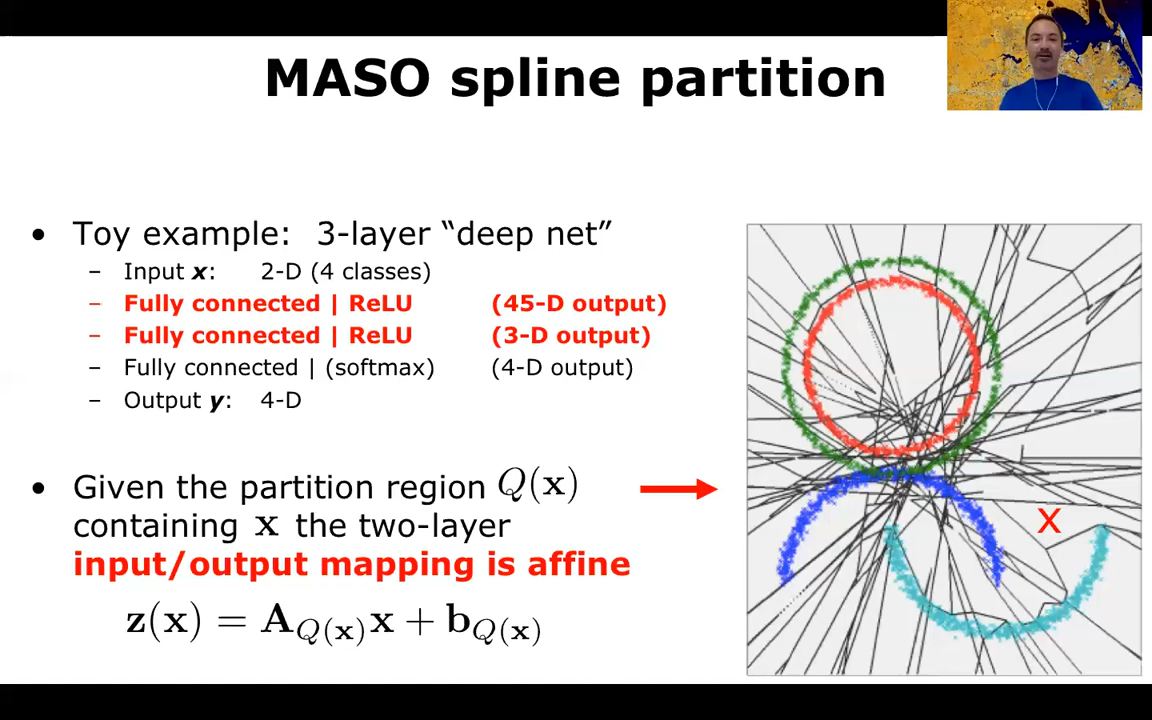 MASO spline partition
• Toy example: 3-layer “deep net”
– Input x: 2-D (4 classes)
– Fully connected | ReLU (45-D output)
– Fully connected | ReLU (3-D output)
– Fully connected | (softmax) (4-D output)
– Output y: 4-D
• Given the partition region Q(x)
containing x the two-layer
input/output mapping is affine
z(x) = A_{Q(x)}x + b_{Q(x)}
x